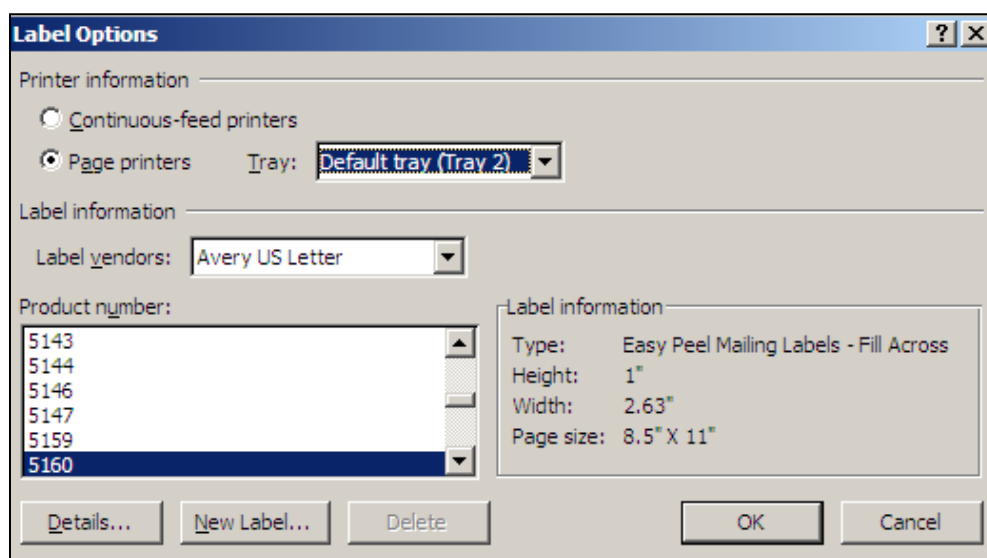 Label Options
Printer information
Continuous-feed printers
Page printers Tray: Default tray (Tray 2)
Label information
Label vendors: Avery US Letter
Product number:
5143
5144
5146
5147
5159
5160
Label information
Type: Easy Peel Mailing Labels - Fill Across
Height: 1"
Width: 2.63"
Page size: 8.5" X 11"
Details... New Label... Delete OK Cancel